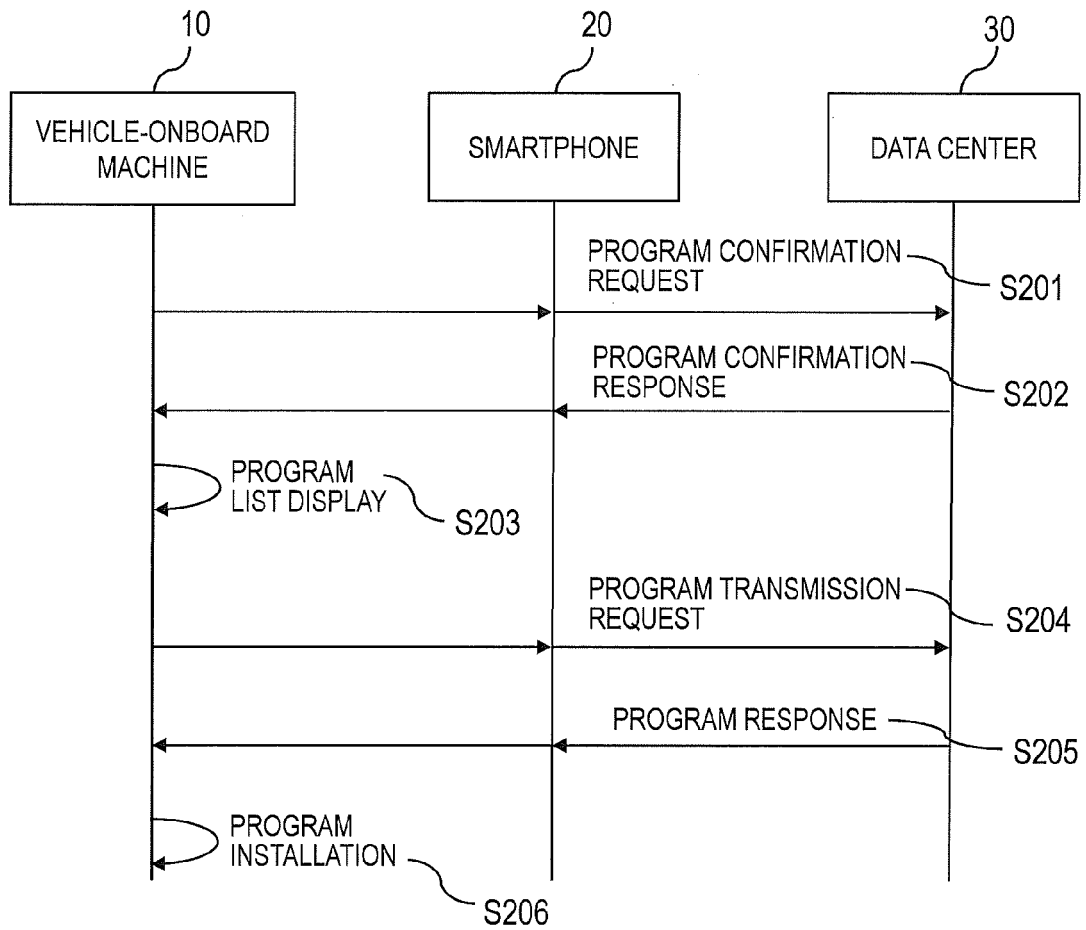 10
20
30
VEHICLE-ONBOARD
MACHINE
SMARTPHONE
DATA CENTER
PROGRAM CONFIRMATION
REQUEST
S201
PROGRAM CONFIRMATION
RESPONSE
S202
PROGRAM
LIST DISPLAY
S203
PROGRAM TRANSMISSION
REQUEST
S204
PROGRAM RESPONSE
S205
PROGRAM
INSTALLATION
S206